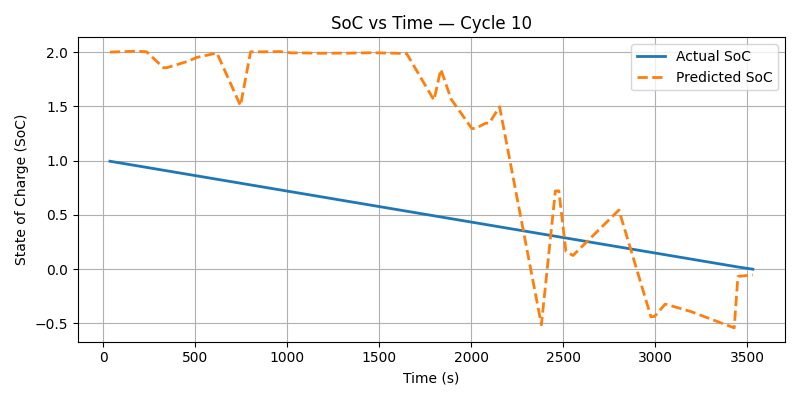 SoC vs Time — Cycle 10
Actual SoC
Predicted SoC
State of Charge (SoC)
2.0
1.5
1.0
0.5
0.0
−0.5
0 500 1000 1500 2000 2500 3000 3500
Time (s)